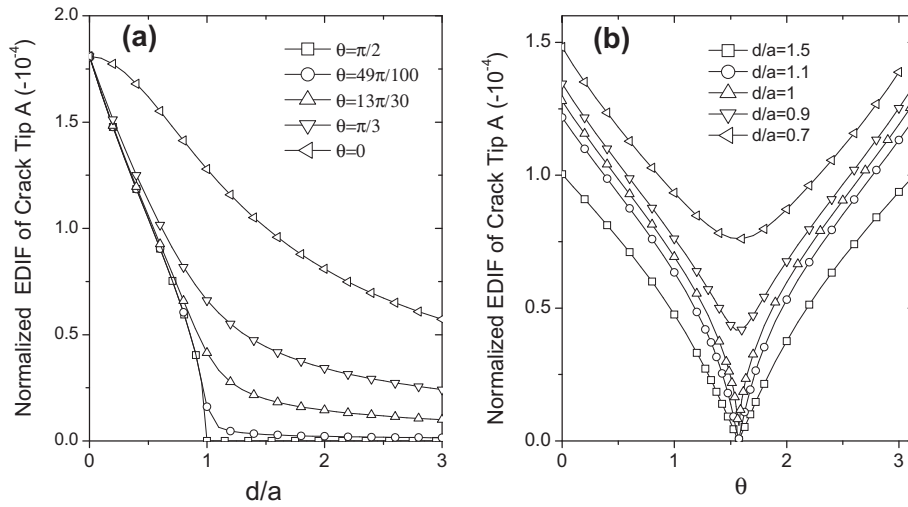 (a)
Normalized EDIF of Crack Tip A (-10⁻⁴)
2.0
1.5
1.0
0.5
0.0
0
1
2
3
d/a
θ=π/2
θ=49π/100
θ=13π/30
θ=π/3
θ=0
(b)
Normalized EDIF of Crack Tip A (-10⁻⁴)
1.5
1.0
0.5
0.0
0
1
2
3
θ
d/a=1.5
d/a=1.1
d/a=1
d/a=0.9
d/a=0.7